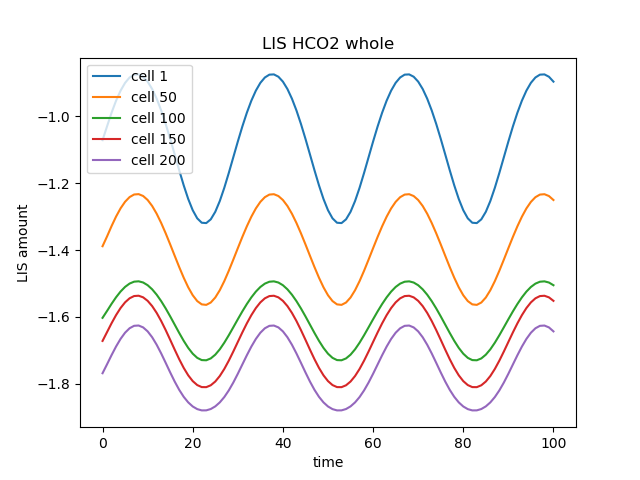 LIS HCO2 whole
cell 1
cell 50
cell 100
cell 150
cell 200
LIS amount
−1.0
−1.2
−1.4
−1.6
−1.8
0 20 40 60 80 100
time